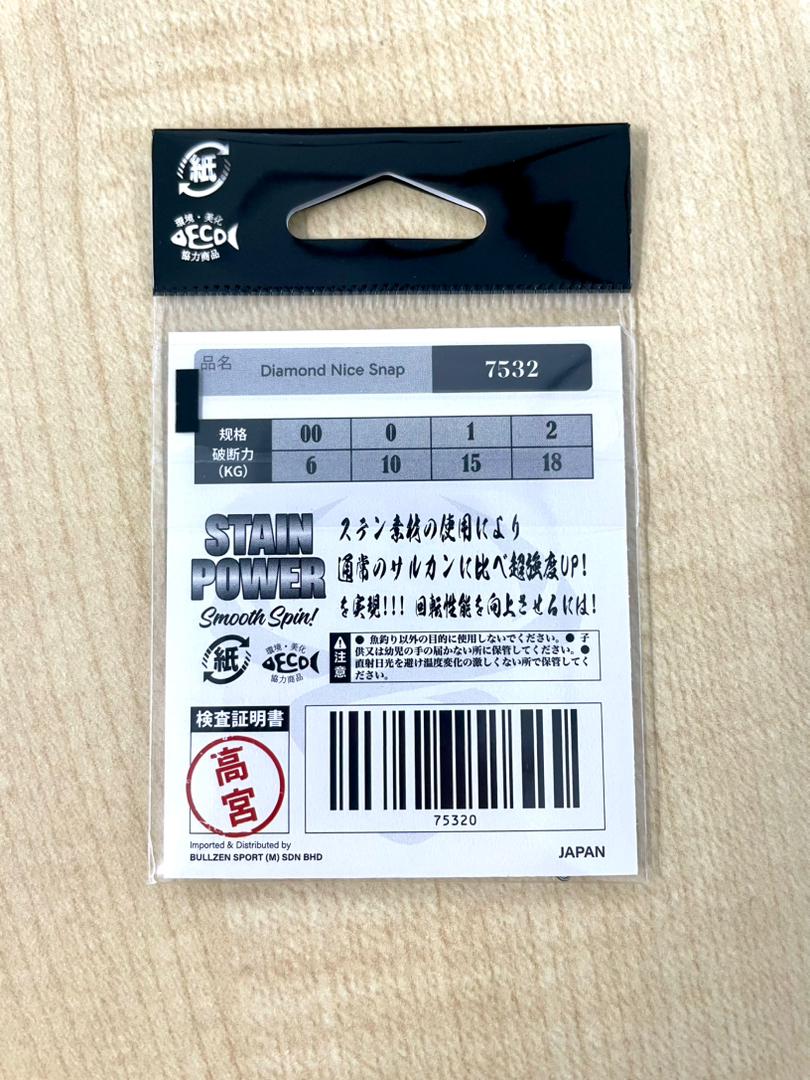 紙
環境・美化
ECO
協力商品
品名 Diamond Nice Snap 7532
规格 00 0 1 2
破断力 (KG) 6 10 15 18
STAIN POWER
Smooth Spin!
ステン素材の使用により
通常のサルカンに比べ超強度UP!
を実現!!! 回転性能を向上させるには!
紙
環境・美化
ECO
協力商品
注意
● 魚釣り以外の目的に使用しないでください。● 子
供又は幼児の手の届かない所に保管してください。●
直射日光を避け温度変化の激しくない所で保管してく
ださい。
検査証明書
高宮
75320
Imported & Distributed by
BULLZEN SPORT (M) SDN BHD
JAPAN